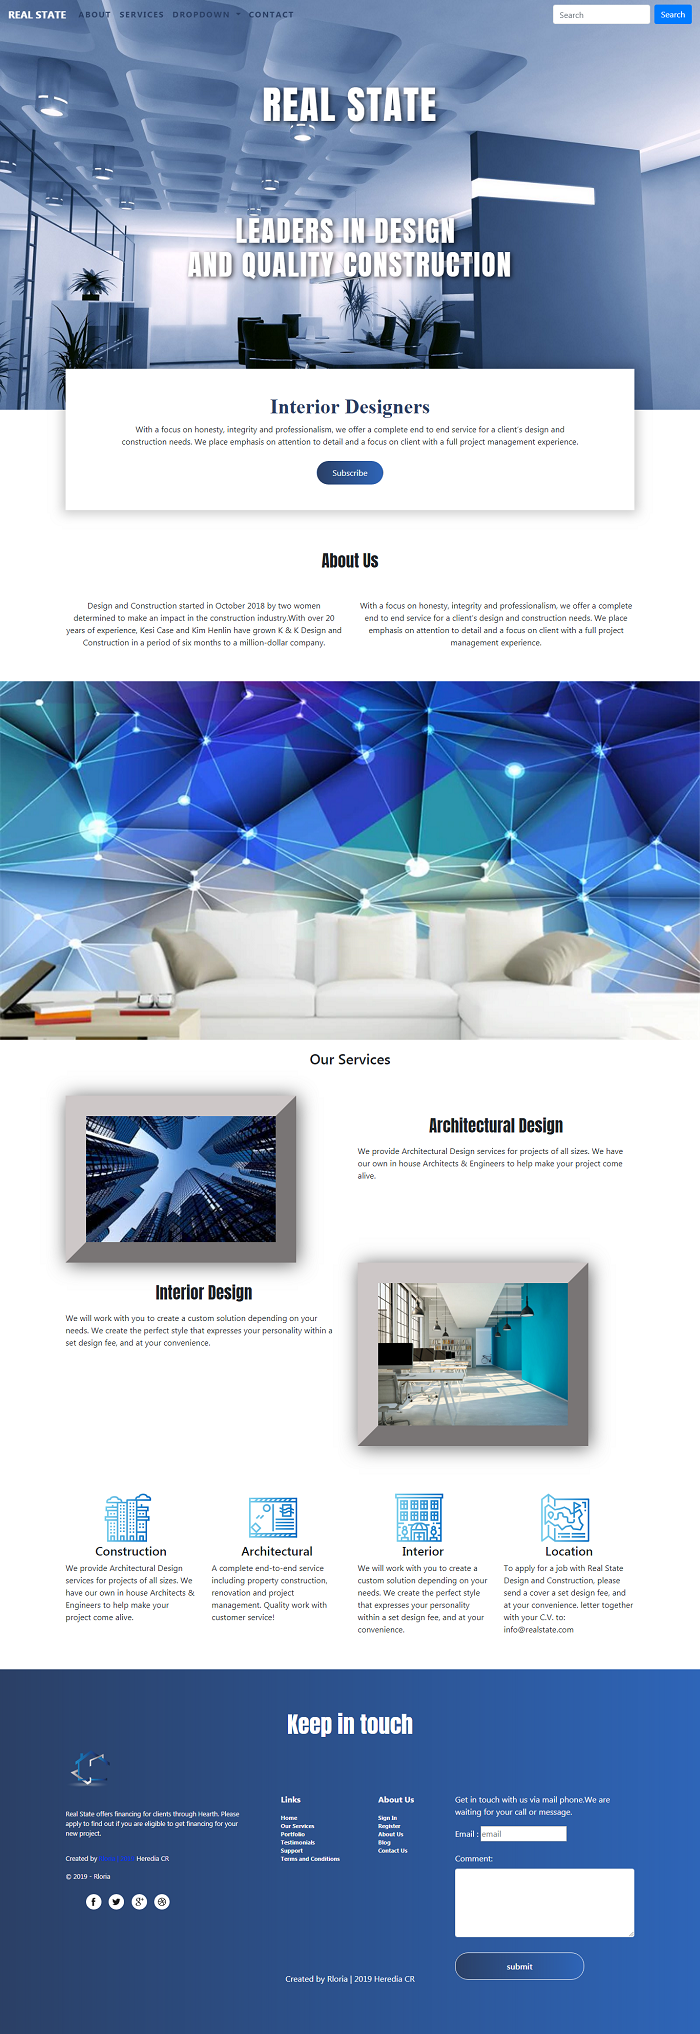 REAL STATE ABOUT SERVICES DROPDOWN CONTACT Search Search
REAL STATE
LEADERS IN DESIGN
AND QUALITY CONSTRUCTION
Interior Designers
With a focus on honesty, integrity and professionalism, we offer a complete end to end service for a client's design and
construction needs. We place emphasis on attention to detail and a focus on client with a full project management experience.
Subscribe
About Us
Design and Construction started in October 2018 by two women
determined to make an impact in the construction industry.With over 20
years of experience, Kesi Case and Kim Henlin have grown K & K Design and
Construction in a period of six months to a million-dollar company.
With a focus on honesty, integrity and professionalism, we offer a complete
end to end service for a client's design and construction needs. We place
emphasis on attention to detail and a focus on client with a full project
management experience.
Our Services
Architectural Design
We provide Architectural Design services for projects of all sizes. We have
our own in house Architects & Engineers to help make your project come
alive.
Interior Design
We will work with you to create a custom solution depending on your
needs. We create the perfect style that expresses your personality within a
set design fee, and at your convenience.
Construction
We provide Architectural Design
services for projects of all sizes. We
have our own in house Architects &
Engineers to help make your
project come alive.
Architectural
A complete end-to-end service
including property construction,
renovation and project
management. Quality work with
customer service!
Interior
We will work with you to create a
custom solution depending on your
needs. We create the perfect style
that expresses your personality
within a set design fee, and at your
convenience.
Location
To apply for a job with Real State
Design and Construction, please
send a cover a set design fee, and
at your convenience. letter together
with your C.V. to:
info@realstate.com
Keep in touch
Real State offers financing for clients through Hearth. Please
apply to find out if you are eligible to get financing for your
new project.
Created by Heredia CR
© 2019 - Rloria
Links
Home
Our Services
Portfolio
Testimonials
Support
Terms and Conditions
About Us
Sign In
Register
About Us
Blog
Contact Us
Get in touch with us via mail phone.We are
waiting for your call or message.
Email : email
Comment:
submit
Created by Rloria | 2019 Heredia CR